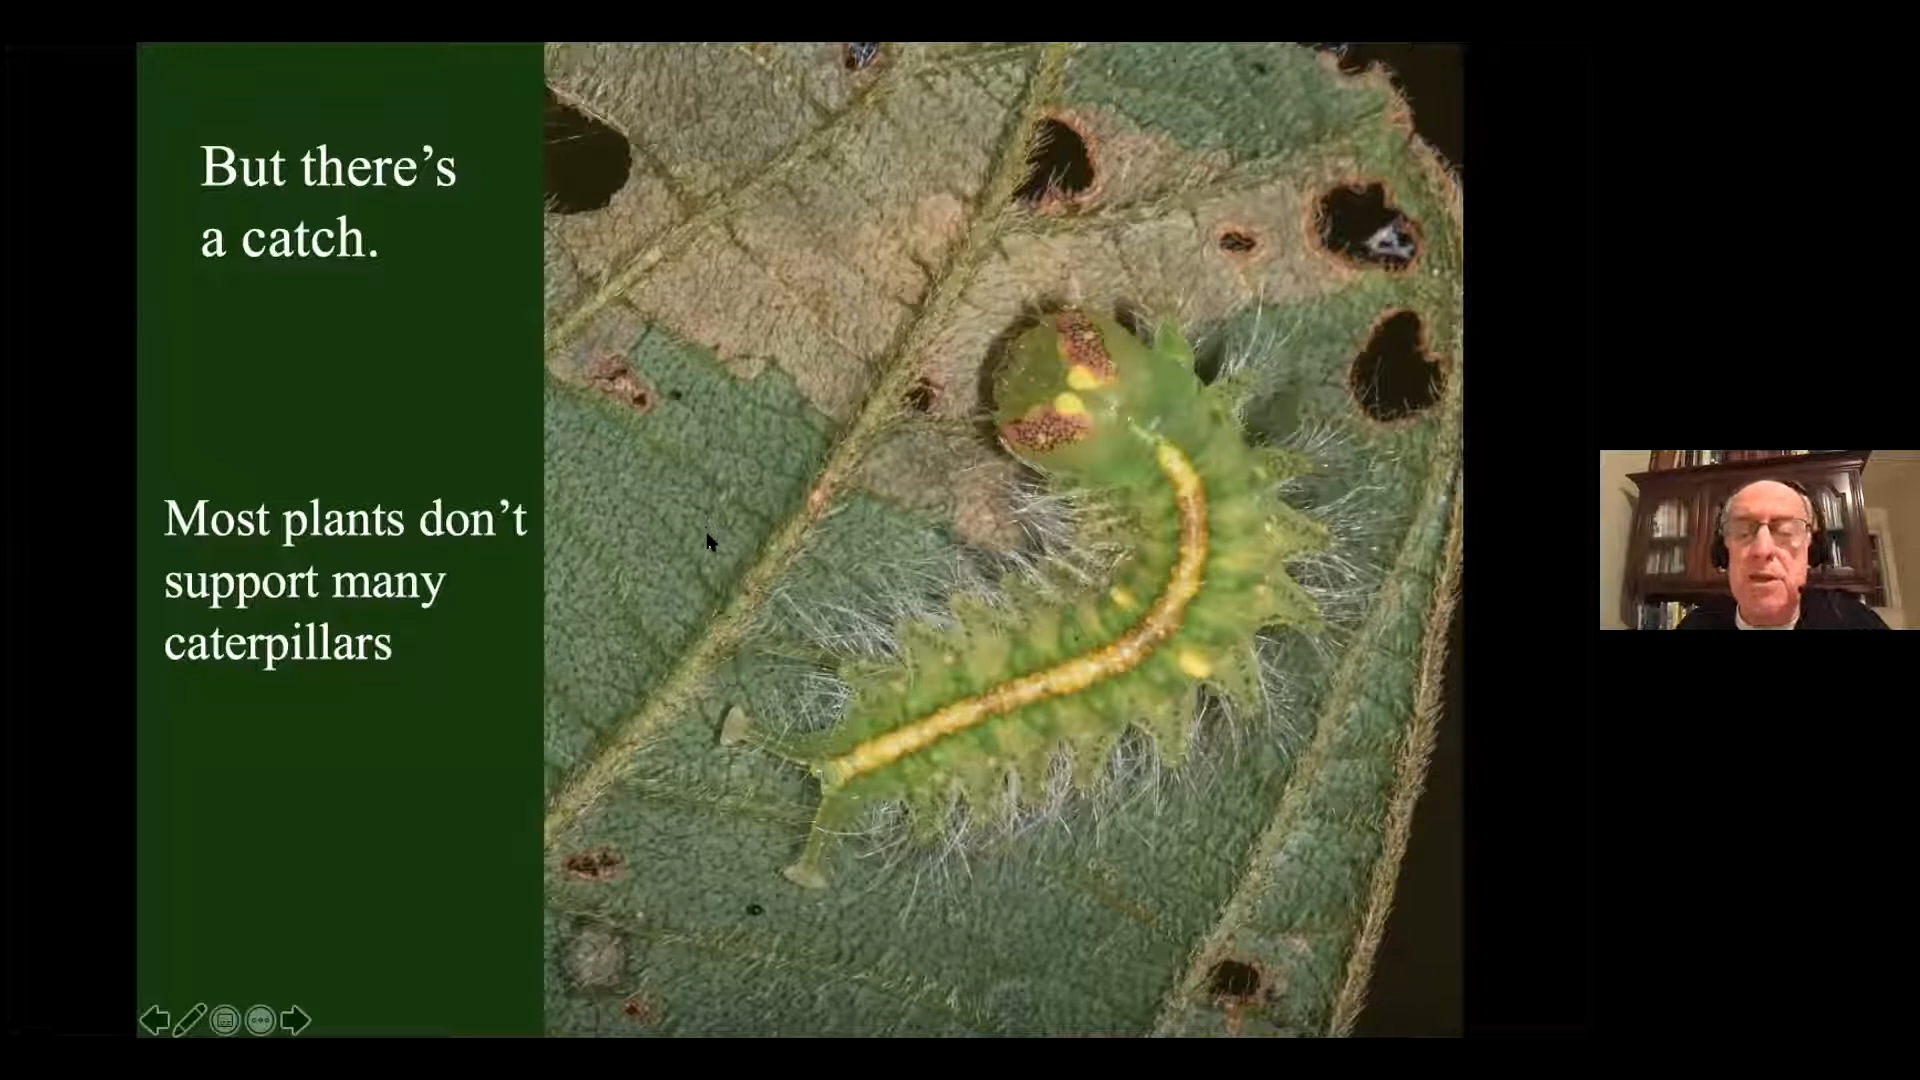 But there’s
a catch.
Most plants don’t
support many
caterpillars